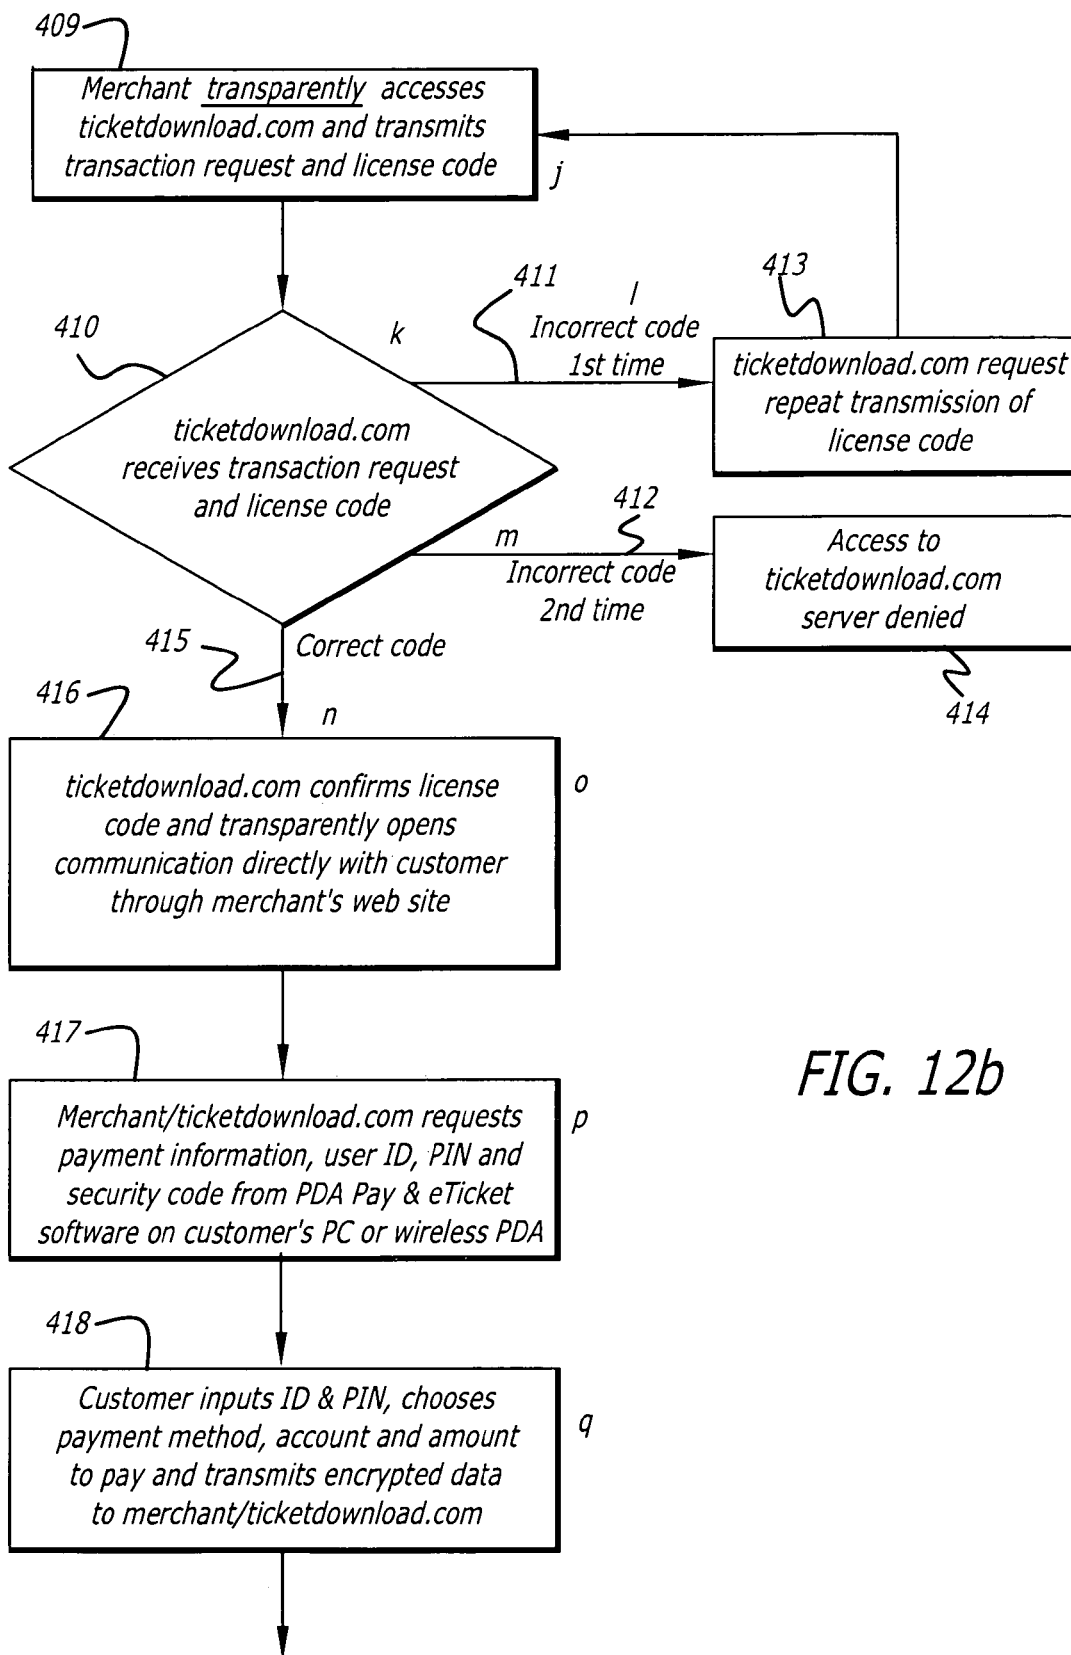 409
Merchant transparently accesses
ticketdownload.com and transmits
transaction request and license code
j
410
k
411
l
Incorrect code
1st time
413
ticketdownload.com request
repeat transmission of
license code
ticketdownload.com
receives transaction request
and license code
m
412
Incorrect code
2nd time
Access to
ticketdownload.com
server denied
414
415
Correct code
n
416
ticketdownload.com confirms license
code and transparently opens
communication directly with customer
through merchant's web site
o
417
Merchant/ticketdownload.com requests
payment information, user ID, PIN and
security code from PDA Pay & eTicket
software on customer's PC or wireless PDA
p
FIG. 12b
418
Customer inputs ID & PIN, chooses
payment method, account and amount
to pay and transmits encrypted data
to merchant/ticketdownload.com
q